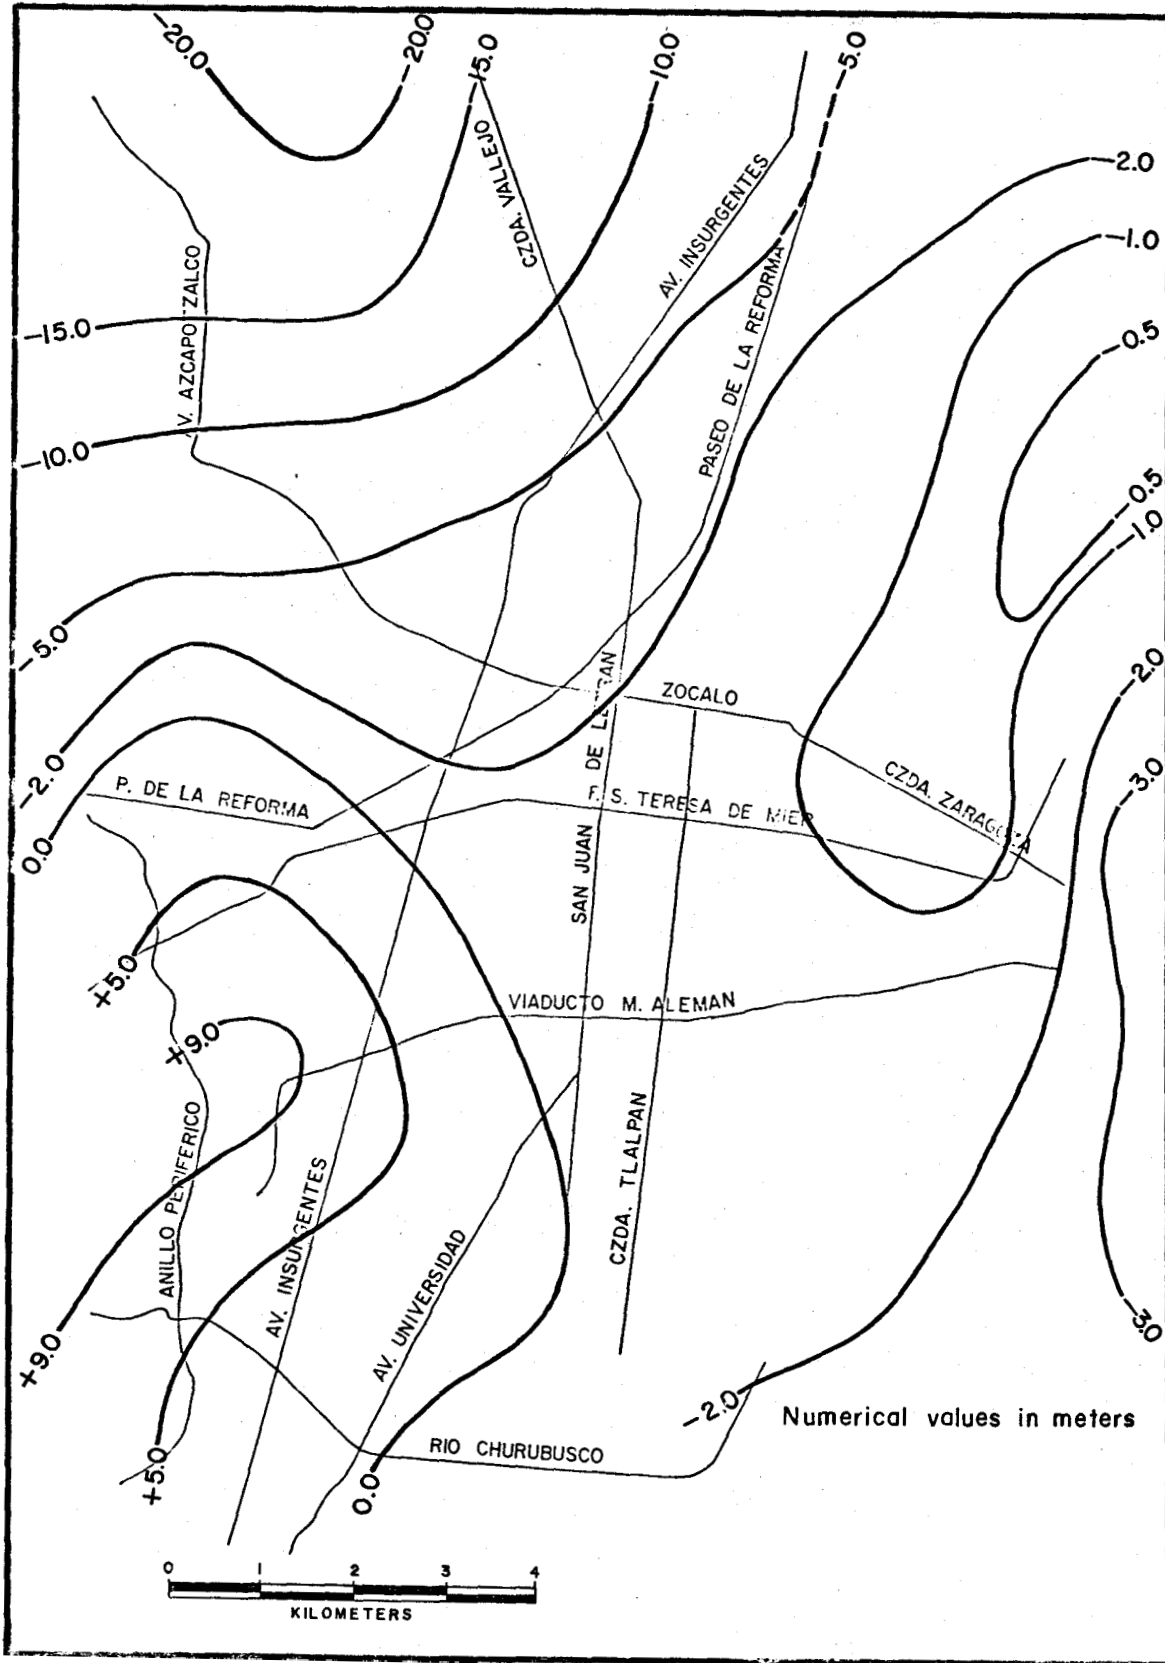 -20.0
-20.0
-15.0
-10.0
-5.0
-2.0
-1.0
-0.5
-0.5
-1.0
-2.0
-3.0
CZDA. VALLEJO
AV. INSURGENTES
V. AZCAPOTZALCO
PASEO DE LA REFORMA
-15.0
-10.0
-5.0
-2.0
0.0
ZOCALO
P. DE LA REFORMA
SAN JUAN DE LETRAN
F. S. TERESA DE MIER
CZDA. ZARAGOZA
+5.0
+9.0
VIADUCTO M. ALEMAN
ANILLO PERIFERICO
AV. INSURGENTES
AV. UNIVERSIDAD
CZDA. TLALPAN
+9.0
+5.0
0.0
RIO CHURUBUSCO
-2.0
-3.0
Numerical values in meters
0 1 2 3 4
KILOMETERS